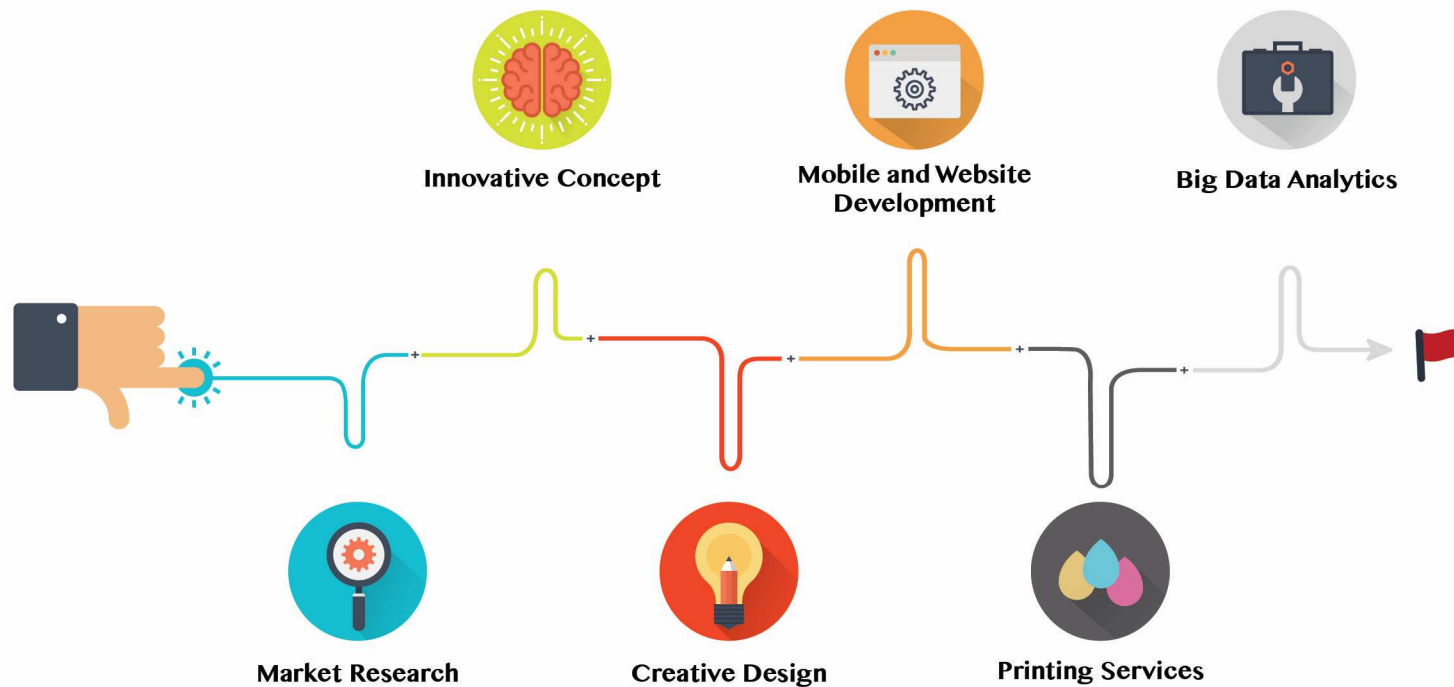 Innovative Concept
Mobile and Website
Development
Big Data Analytics
+
+
+
+
+
Market Research
Creative Design
Printing Services